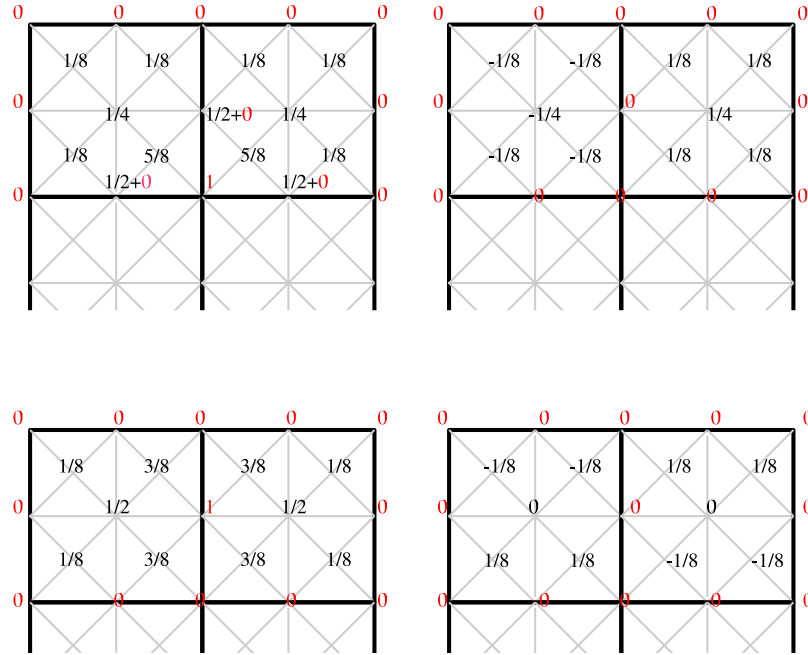 0 0 0 0 0 0 0 0 0 0
1/8 1/8 1/8 1/8 -1/8 -1/8 1/8 1/8
0 0 0 0 0
1/4 1/2+0 1/4 -1/4 1/4
1/8 5/8 5/8 1/8 -1/8 -1/8 1/8 1/8
1/2+0 1 1/2+0
0 0 0 0 0 0 0
0 0 0 0 0 0 0 0 0 0
1/8 3/8 3/8 1/8 -1/8 -1/8 1/8 1/8
0 1/2 1 1/2 0 0 0 0 0 0
1/8 3/8 3/8 1/8 1/8 1/8 -1/8 -1/8
0 0 0 0 0 0 0 0 0 0